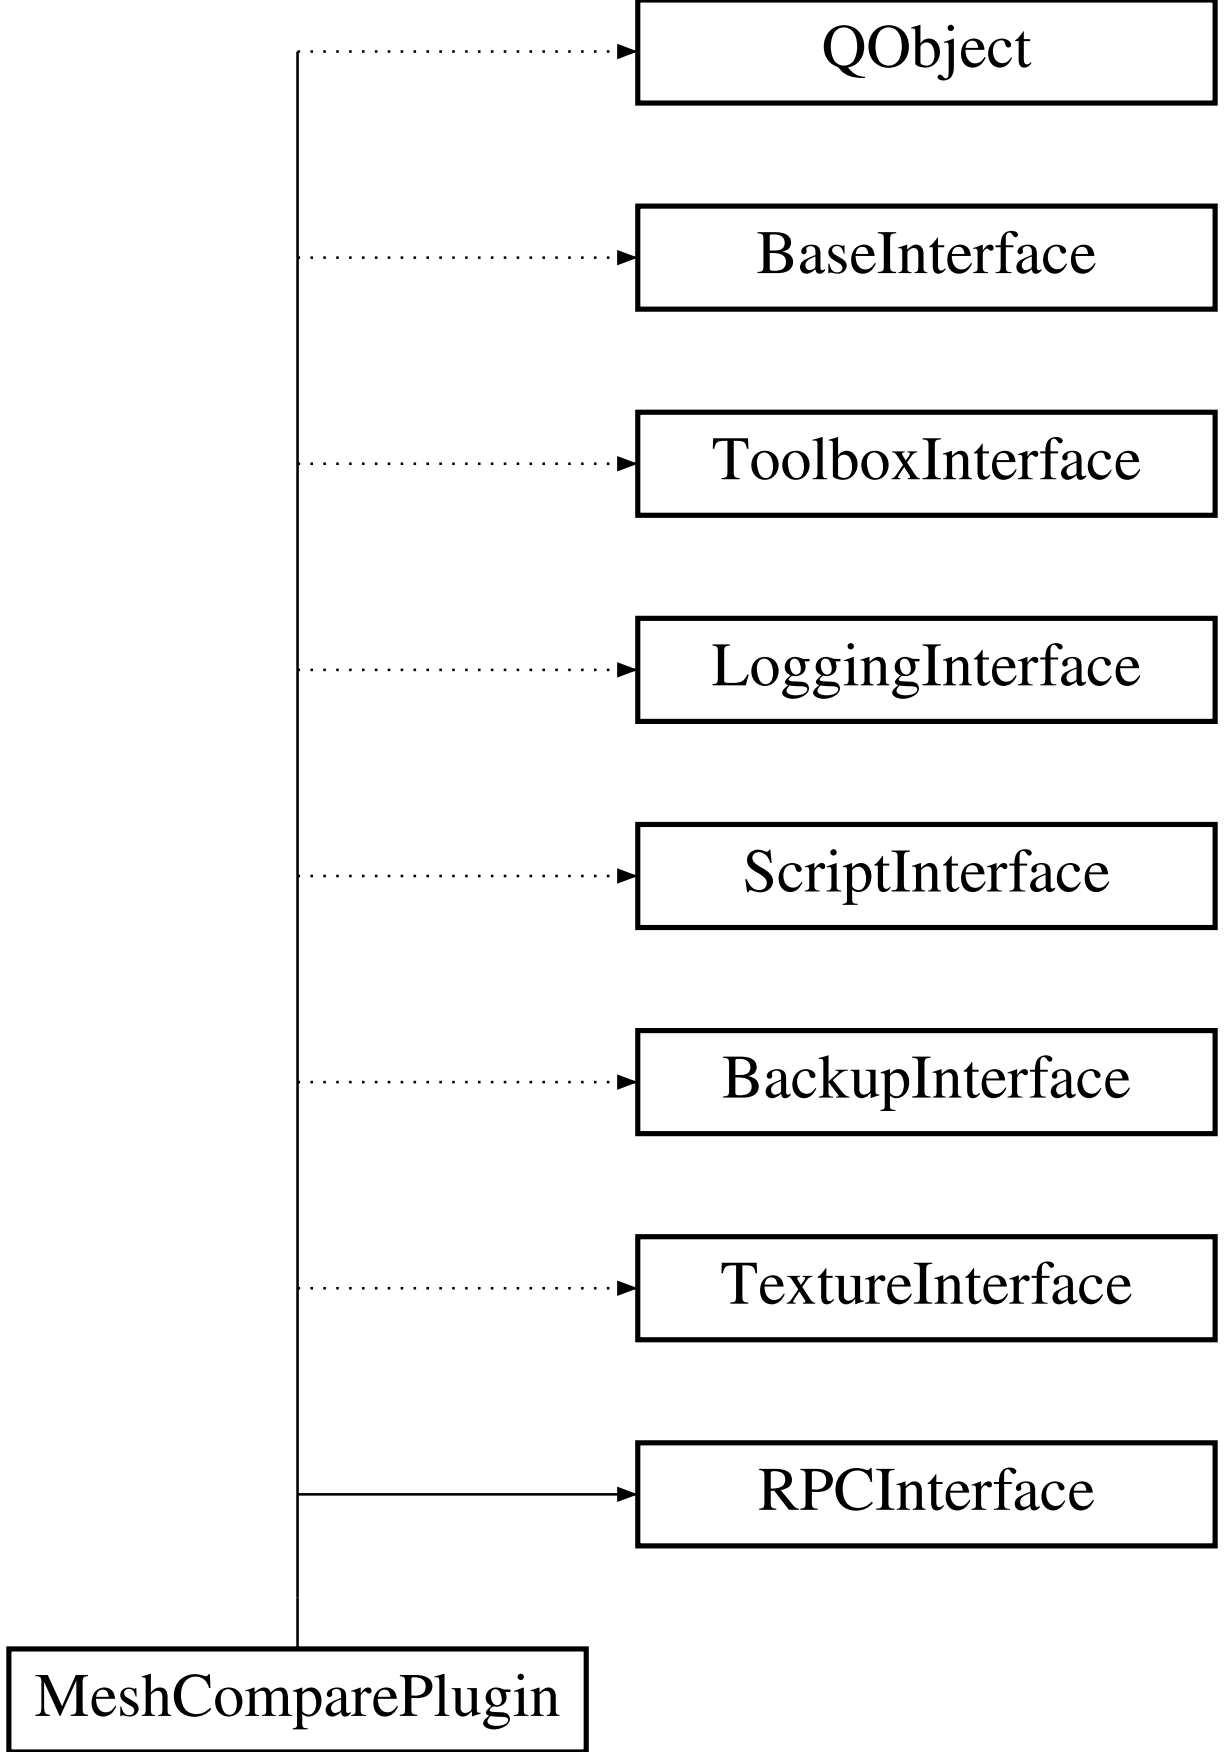 QObject
BaseInterface
ToolboxInterface
LoggingInterface
ScriptInterface
BackupInterface
TextureInterface
RPCInterface
MeshComparePlugin